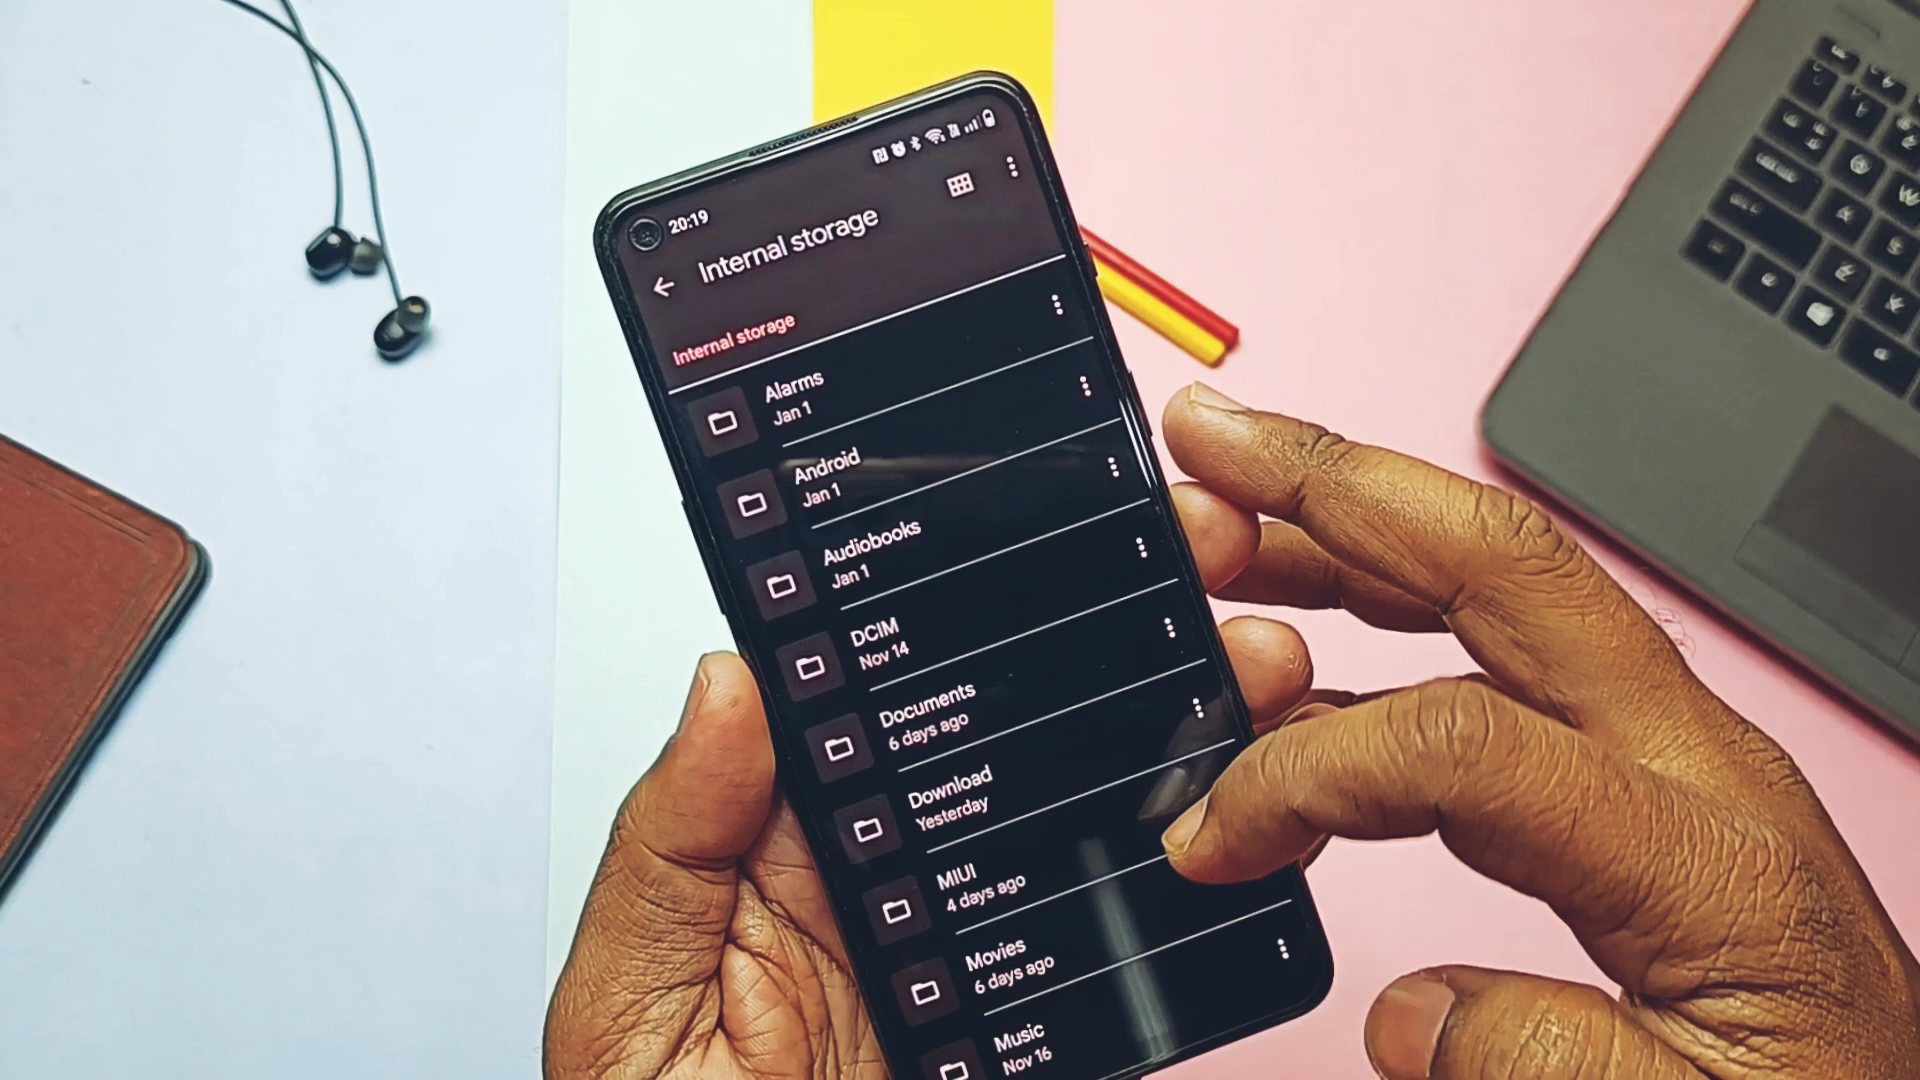 20:19
Internal storage
Internal storage
Alarms
Jan 1
Android
Jan 1
Audiobooks
Jan 1
DCIM
Nov 14
Documents
6 days ago
Download
Yesterday
MIUI
4 days ago
Movies
6 days ago
Music
Nov 16